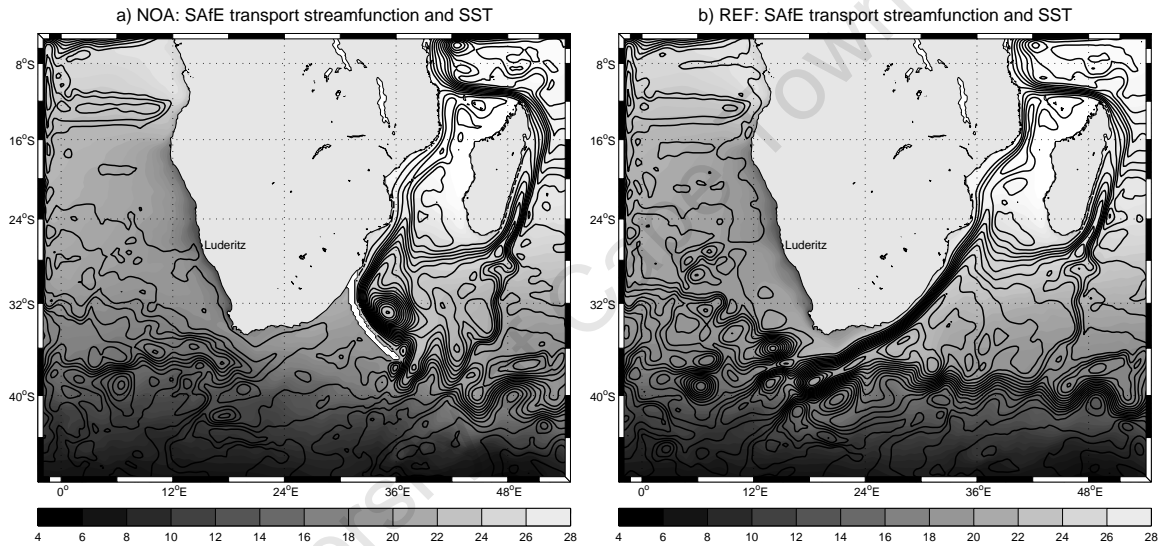 a) NOA: SAfE transport streamfunction and SST
b) REF: SAfE transport streamfunction and SST
8°S
16°S
24°S
32°S
40°S
Luderitz
0° 12°E 24°E 36°E 48°E
4 6 8 10 12 14 16 18 20 22 24 26 28
8°S
16°S
24°S
32°S
40°S
Luderitz
0° 12°E 24°E 36°E 48°E
4 6 8 10 12 14 16 18 20 22 24 26 28